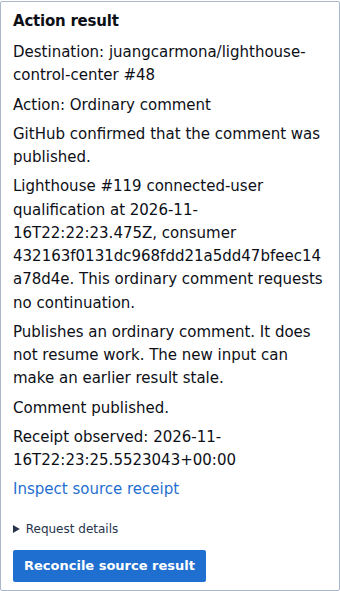 Action result
Destination: juangcarmona/lighthouse-
control-center #48
Action: Ordinary comment
GitHub confirmed that the comment was
published.
Lighthouse #119 connected-user
qualification at 2026-11-
16T22:22:23.475Z, consumer
432163f0131dc968fdd21a5dd47bfeec14
a78d4e. This ordinary comment requests
no continuation.
Publishes an ordinary comment. It does
not resume work. The new input can
make an earlier result stale.
Comment published.
Receipt observed: 2026-11-
16T22:23:25.5523043+00:00
Inspect source receipt
Request details
Reconcile source result